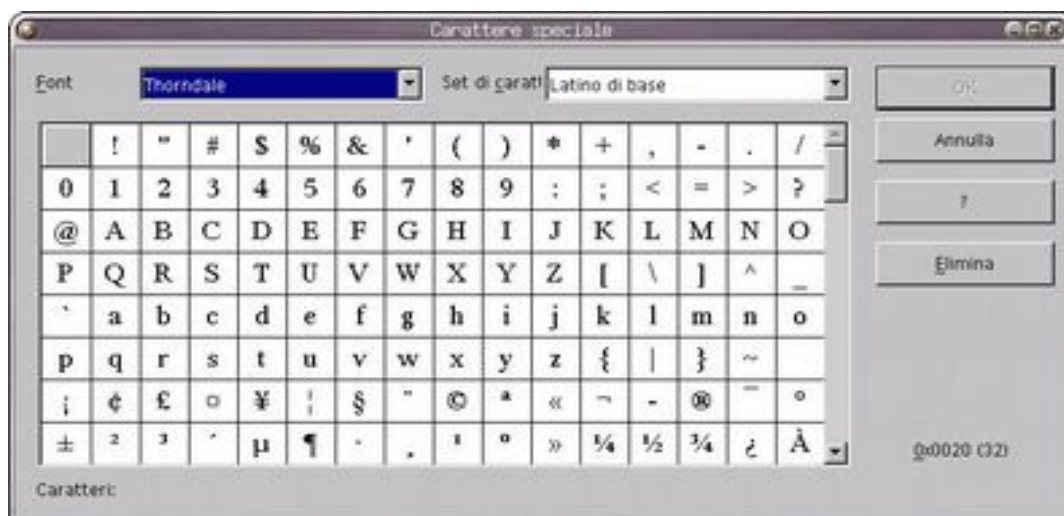 Carattere speciale
Font Thorndale Set di caratt Latino di base OK
! " # $ % & ' ( ) * + , - . / Annulla
0 1 2 3 4 5 6 7 8 9 : ; < = > ? ?
@ A B C D E F G H I J K L M N O
P Q R S T U V W X Y Z [ \ ] ^ _ Elimina
` a b c d e f g h i j k l m n o
p q r s t u v w x y z { | } ~
¡ ¢ £ ¤ ¥ ¦ § ¨ © ª « ¬ - ® ¯ °
± ² ³ ´ µ ¶ · ¸ ¹ º » ¼ ½ ¾ ¿ À 0x0020 (32)
Caratteri: